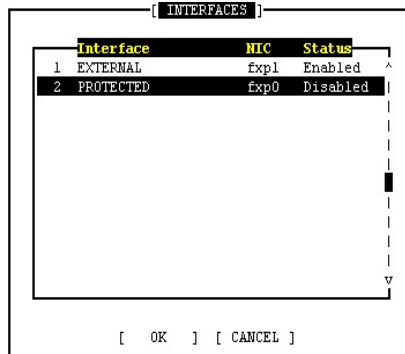 [ INTERFACES ]
Interface NIC Status
1 EXTERNAL fxp1 Enabled
2 PROTECTED fxp0 Disabled
[ OK ] [ CANCEL ]